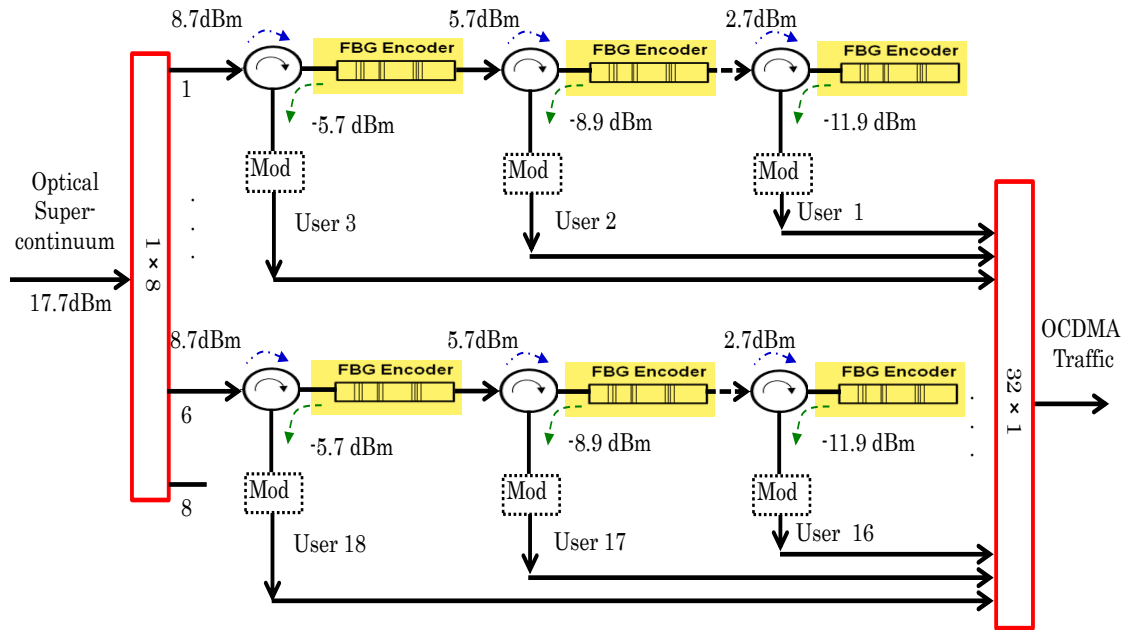 8.7dBm
5.7dBm
2.7dBm
FBG Encoder
FBG Encoder
FBG Encoder
1
-5.7 dBm
-8.9 dBm
-11.9 dBm
Mod
Mod
Mod
Optical
Super-
continuum
17.7dBm
1 × 8
User 3
User 2
User 1
8.7dBm
5.7dBm
2.7dBm
FBG Encoder
FBG Encoder
FBG Encoder
6
-5.7 dBm
-8.9 dBm
-11.9 dBm
Mod
Mod
Mod
8
User 18
User 17
User 16
32 × 1
OCDMA
Traffic